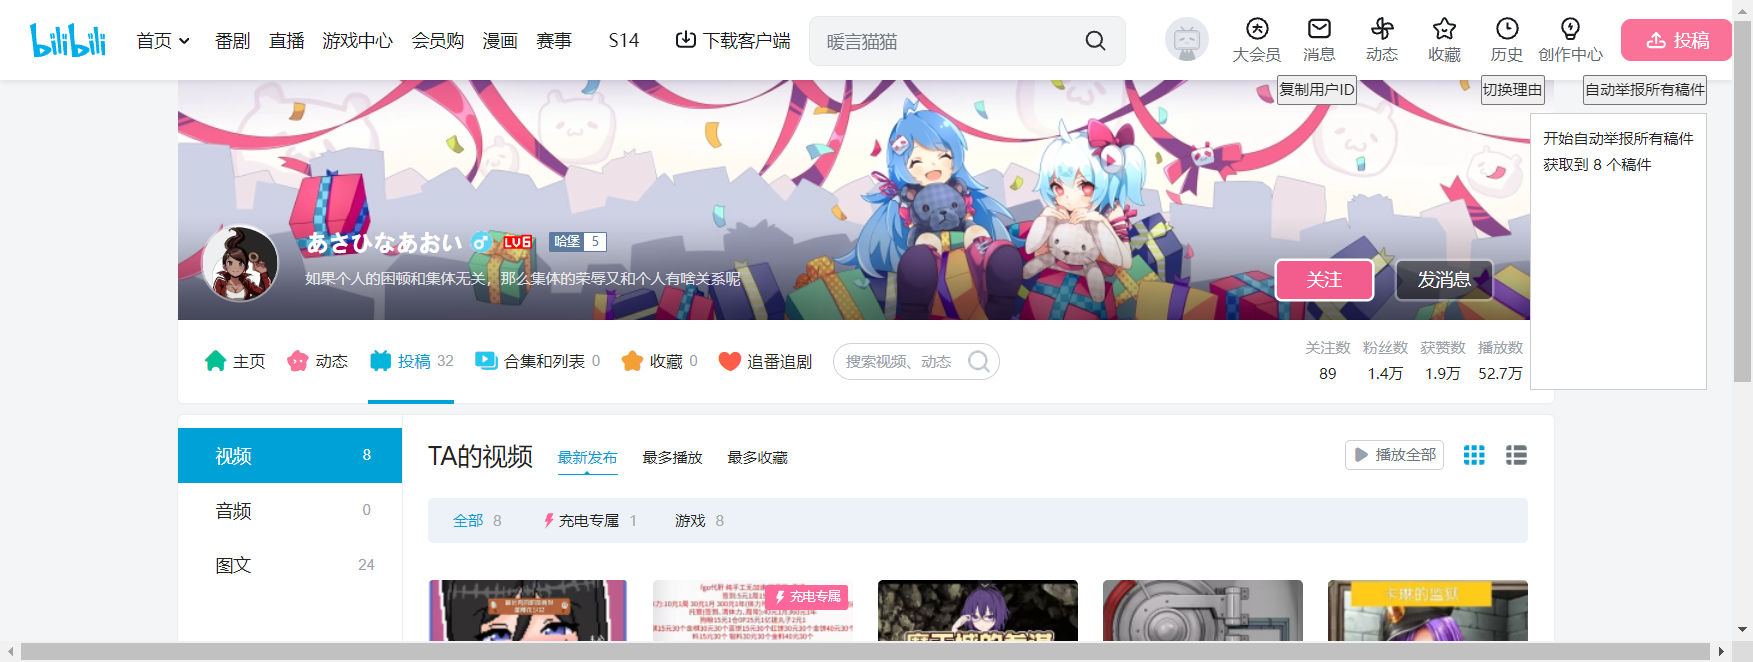 bilibili 首页 番剧 直播 游戏中心 会员购 漫画 赛事 S14 下载客户端 暖言猫猫 大会员 消息 动态 收藏 历史 创作中心 投稿
复制用户ID 切换理由 自动举报所有稿件
开始自动举报所有稿件
获取到 8 个稿件
あさひなあおい LV6 哈堡 5
如果个人的困顿和集体无关，那么集体的荣辱又和个人有啥关系呢
关注 发消息
主页 动态 投稿 32 合集和列表 0 收藏 0 追番追剧 搜索视频、动态
关注数 粉丝数 获赞数 播放数
89 1.4万 1.9万 52.7万
视频 8
音频 0
图文 24
TA的视频 最新发布 最多播放 最多收藏 播放全部
全部 8 充电专属 1 游戏 8
充电专属
卡琳的监狱